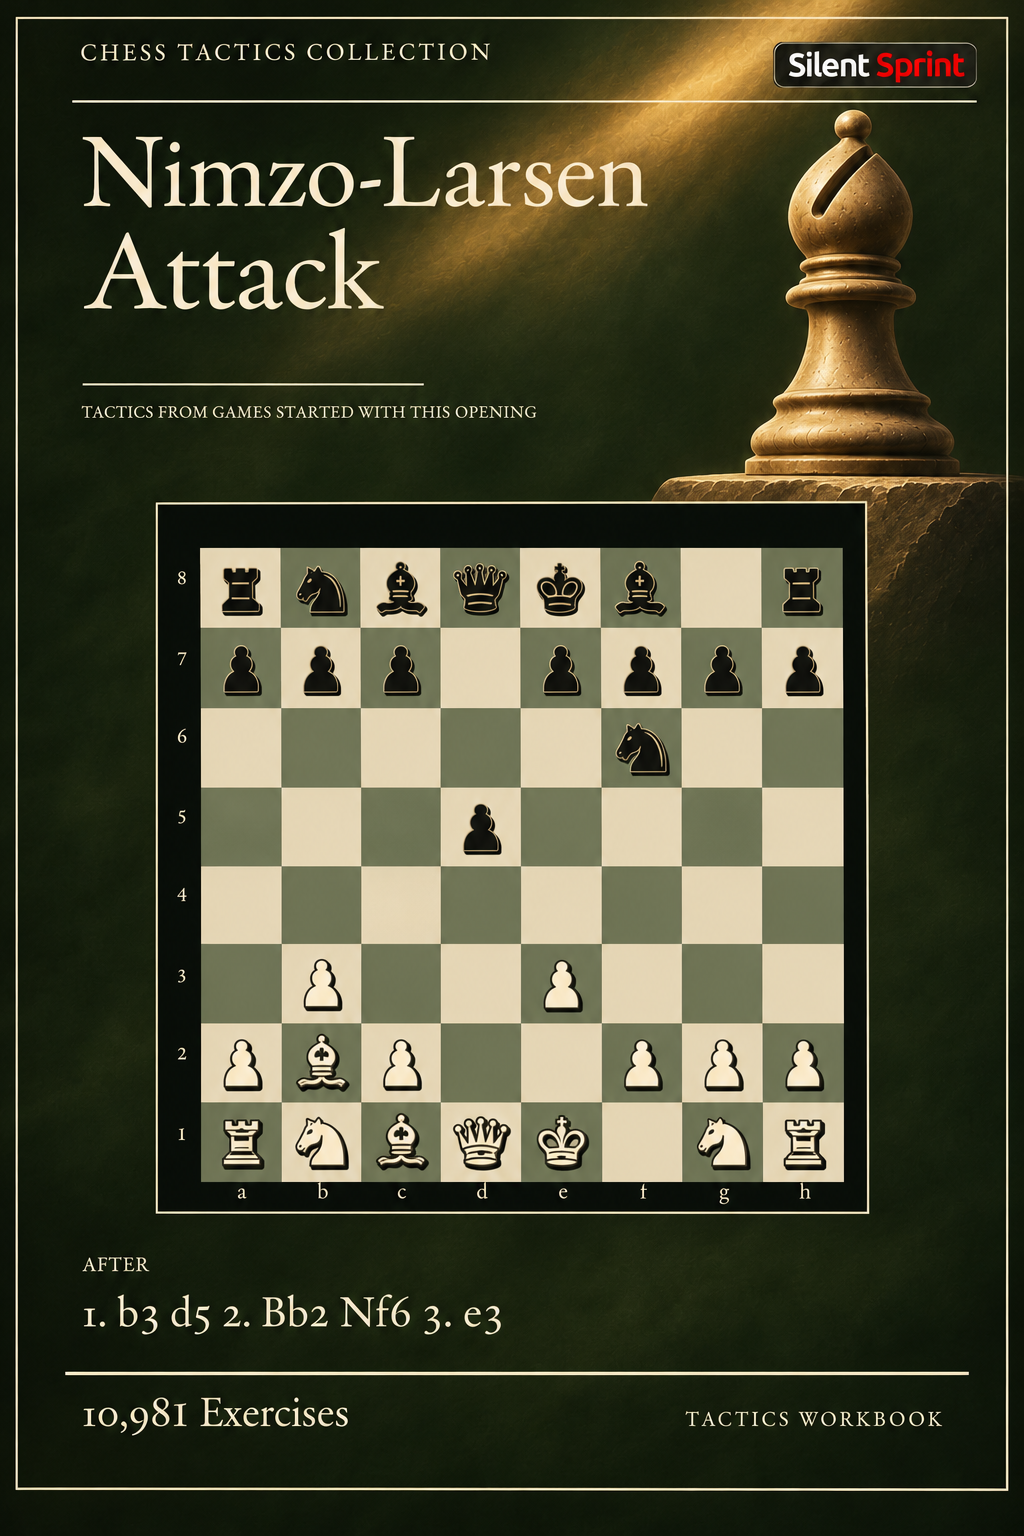 CHESS TACTICS COLLECTION
Silent Sprint
Nimzo-Larsen
Attack
TACTICS FROM GAMES STARTED WITH THIS OPENING
8
7
6
5
4
3
2
1
a b c d e f g h
AFTER
1. b3 d5 2. Bb2 Nf6 3. e3
10,981 Exercises
TACTICS WORKBOOK